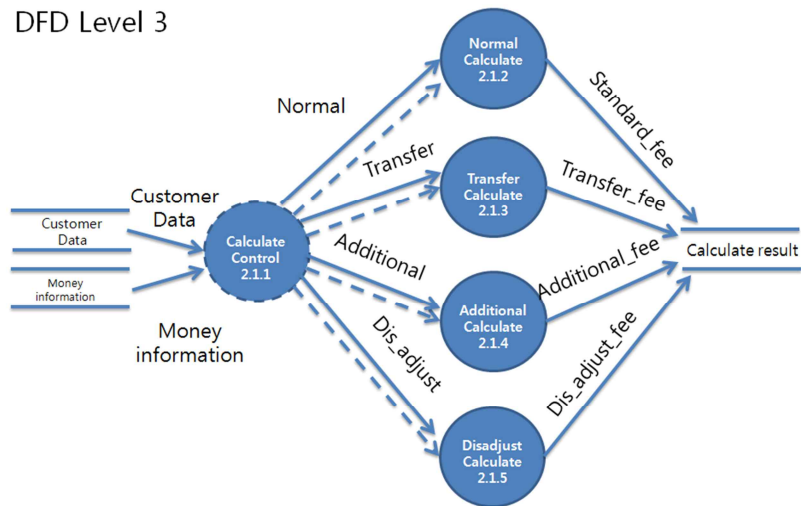 DFD Level 3
Normal
Calculate
2.1.2
Normal
Standard_fee
Transfer
Transfer
Calculate
2.1.3
Transfer_fee
Customer
Data
Customer
Data
Calculate
Control
2.1.1
Calculate result
Additional
Additional_fee
Money
information
Additional
Calculate
2.1.4
Money
information
Dis_adjust
Dis_adjust_fee
Disadjust
Calculate
2.1.5